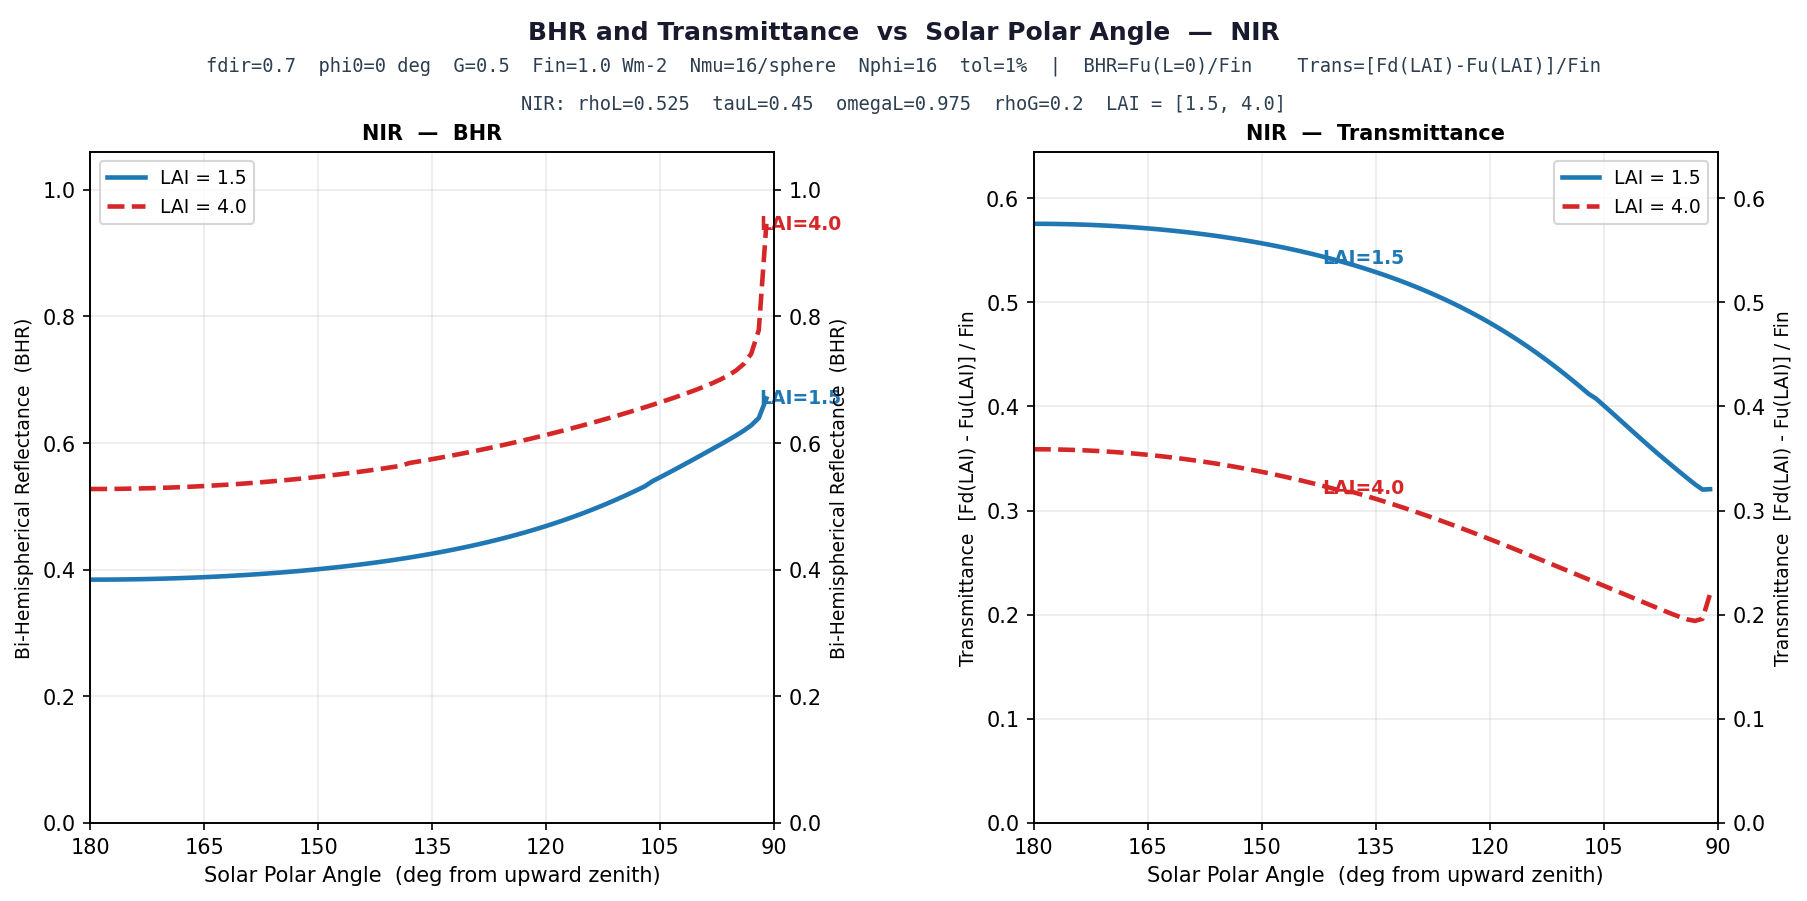 BHR and Transmittance  vs  Solar Polar Angle  —  NIR
fdir=0.7  phi0=0 deg  G=0.5  Fin=1.0 Wm-2  Nmu=16/sphere  Nphi=16  tol=1%  |  BHR=Fu(L=0)/Fin    Trans=[Fd(LAI)-Fu(LAI)]/Fin
NIR: rhoL=0.525  tauL=0.45  omegaL=0.975  rhoG=0.2  LAI = [1.5, 4.0]
NIR  —  BHR
LAI = 1.5
LAI = 4.0
LAI=4.0
LAI=1.5
1.0
0.8
0.6
0.4
0.2
0.0
1.0
0.8
0.6
0.4
0.2
0.0
Bi-Hemispherical Reflectance  (BHR)
Bi-Hemispherical Reflectance  (BHR)
180 165 150 135 120 105 90
Solar Polar Angle  (deg from upward zenith)
NIR  —  Transmittance
LAI = 1.5
LAI = 4.0
LAI=1.5
LAI=4.0
0.6
0.5
0.4
0.3
0.2
0.1
0.0
0.6
0.5
0.4
0.3
0.2
0.1
0.0
Transmittance  [Fd(LAI) - Fu(LAI)] / Fin
Transmittance  [Fd(LAI) - Fu(LAI)] / Fin
180 165 150 135 120 105 90
Solar Polar Angle  (deg from upward zenith)